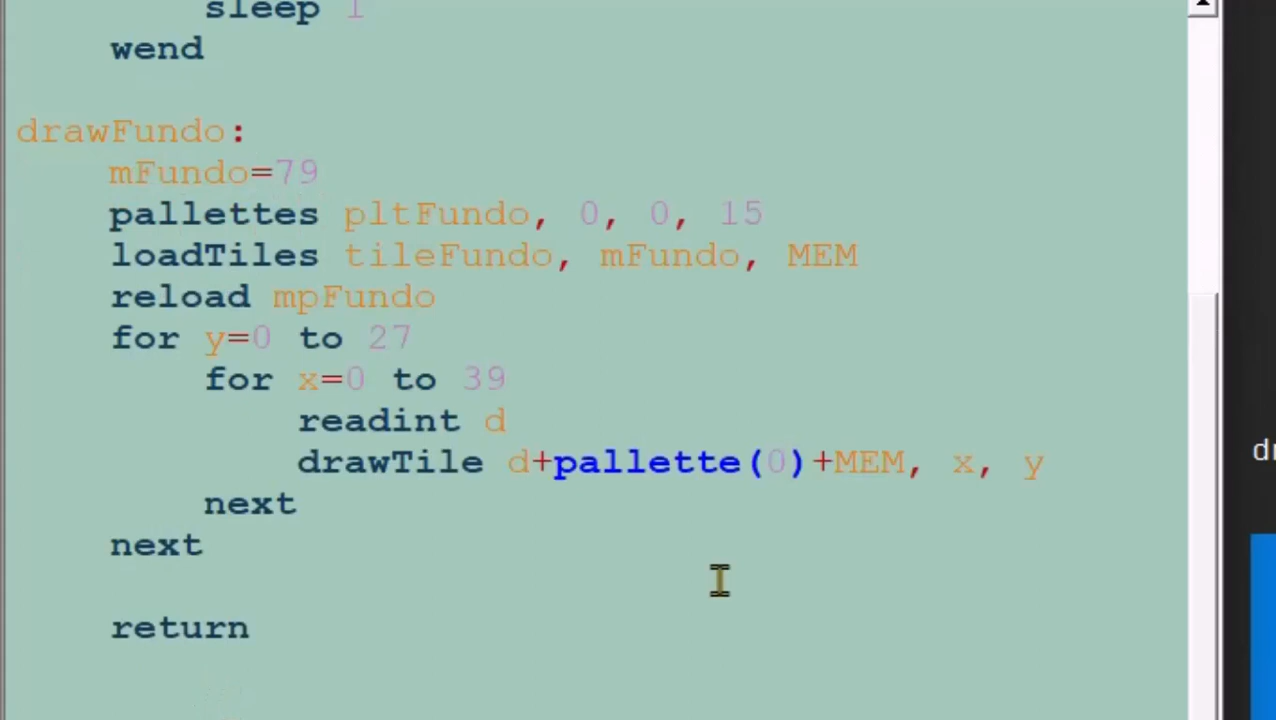 sleep 1
wend
drawFundo:
mFundo=79
pallettes pltFundo, 0, 0, 15
loadTiles tileFundo, mFundo, MEM
reload mpFundo
for y=0 to 27
for x=0 to 39
readint d
drawTile d+pallette(0)+MEM, x, y
next
next
return